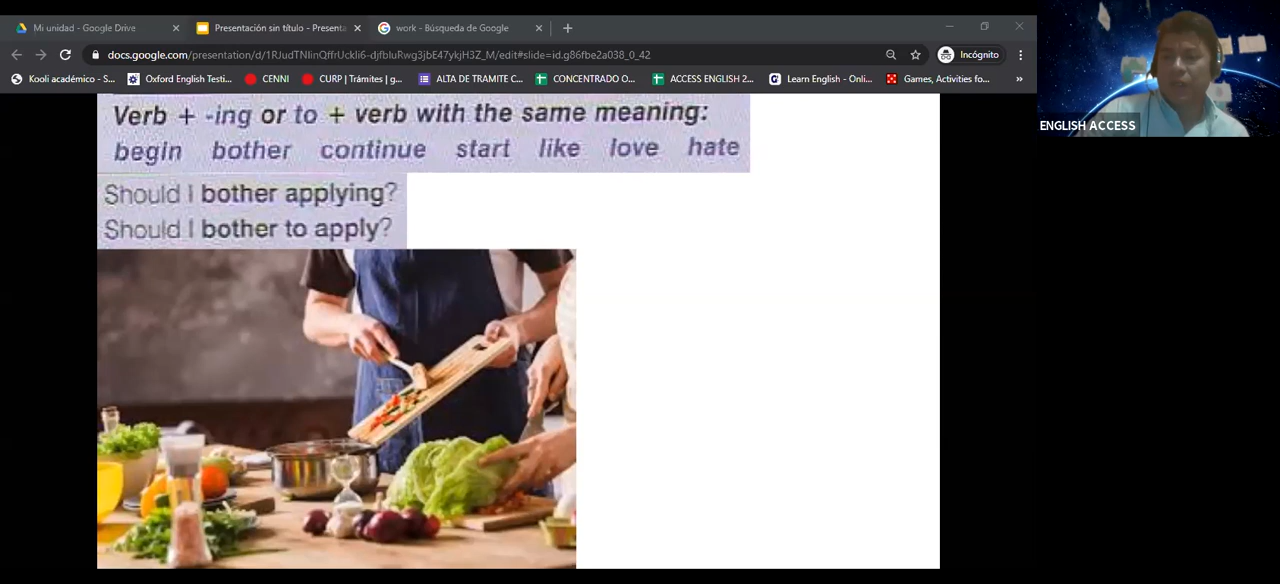 Mi unidad - Google Drive
Presentación sin título - Presenta
work - Búsqueda de Google
docs.google.com/presentation/d/1RJudTNIinQffrUckIi6-djfbIuRwg3jbE47ykjH3Z_M/edit#slide=id.g86fbe2a038_0_42
Incógnito
Kooli académico - S...
Oxford English Testi...
CENNI
CURP | Trámites | g...
ALTA DE TRAMITE C...
CONCENTRADO O...
ACCESS ENGLISH 2...
Learn English - Onli...
Games, Activities fo...
»
ENGLISH ACCESS
Verb + -ing or to + verb with the same meaning:
begin bother continue start like love hate
Should I bother applying?
Should I bother to apply?